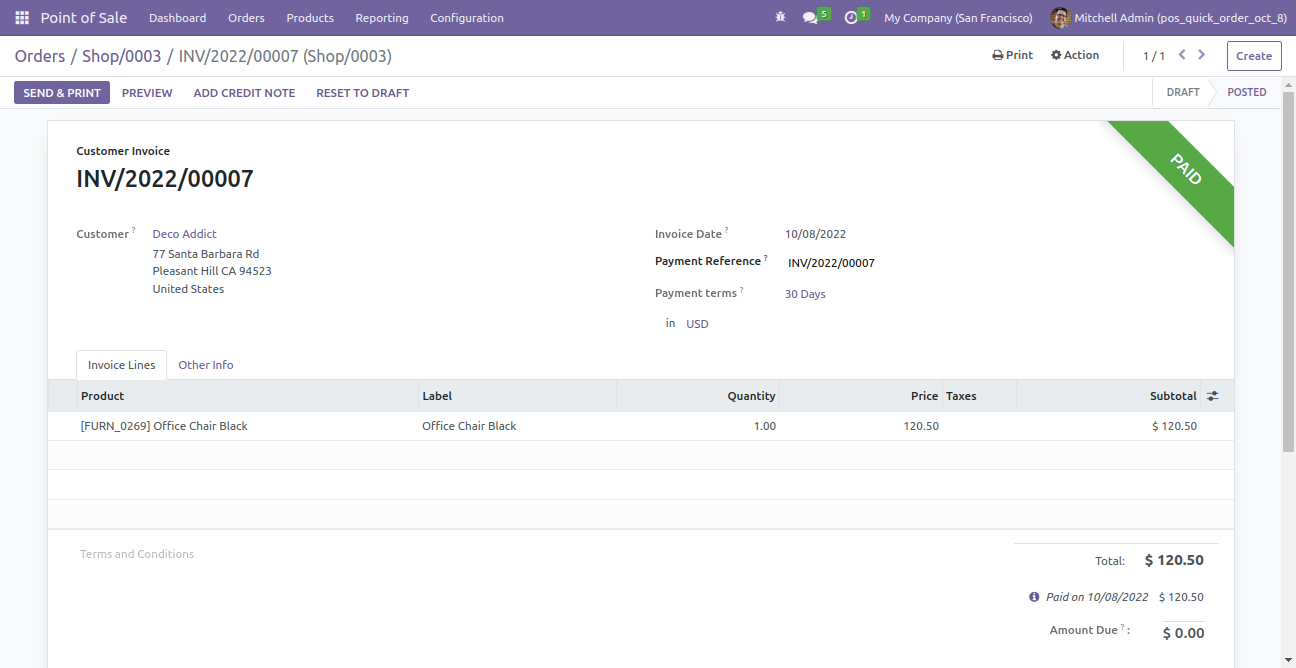 Point of Sale Dashboard Orders Products Reporting Configuration 5 1 My Company (San Francisco) Mitchell Admin (pos_quick_order_oct_8)
Orders / Shop/0003 / INV/2022/00007 (Shop/0003) Print Action 1 / 1 Create
SEND & PRINT PREVIEW ADD CREDIT NOTE RESET TO DRAFT DRAFT POSTED
PAID
Customer Invoice
INV/2022/00007
Customer ? Deco Addict Invoice Date ? 10/08/2022
77 Santa Barbara Rd
Pleasant Hill CA 94523 Payment Reference ? INV/2022/00007
United States Payment terms ? 30 Days
in USD
Invoice Lines Other Info
Product Label Quantity Price Taxes Subtotal
[FURN_0269] Office Chair Black Office Chair Black 1.00 120.50 $ 120.50
Terms and Conditions Total: $ 120.50
Paid on 10/08/2022 $ 120.50
Amount Due ? : $ 0.00